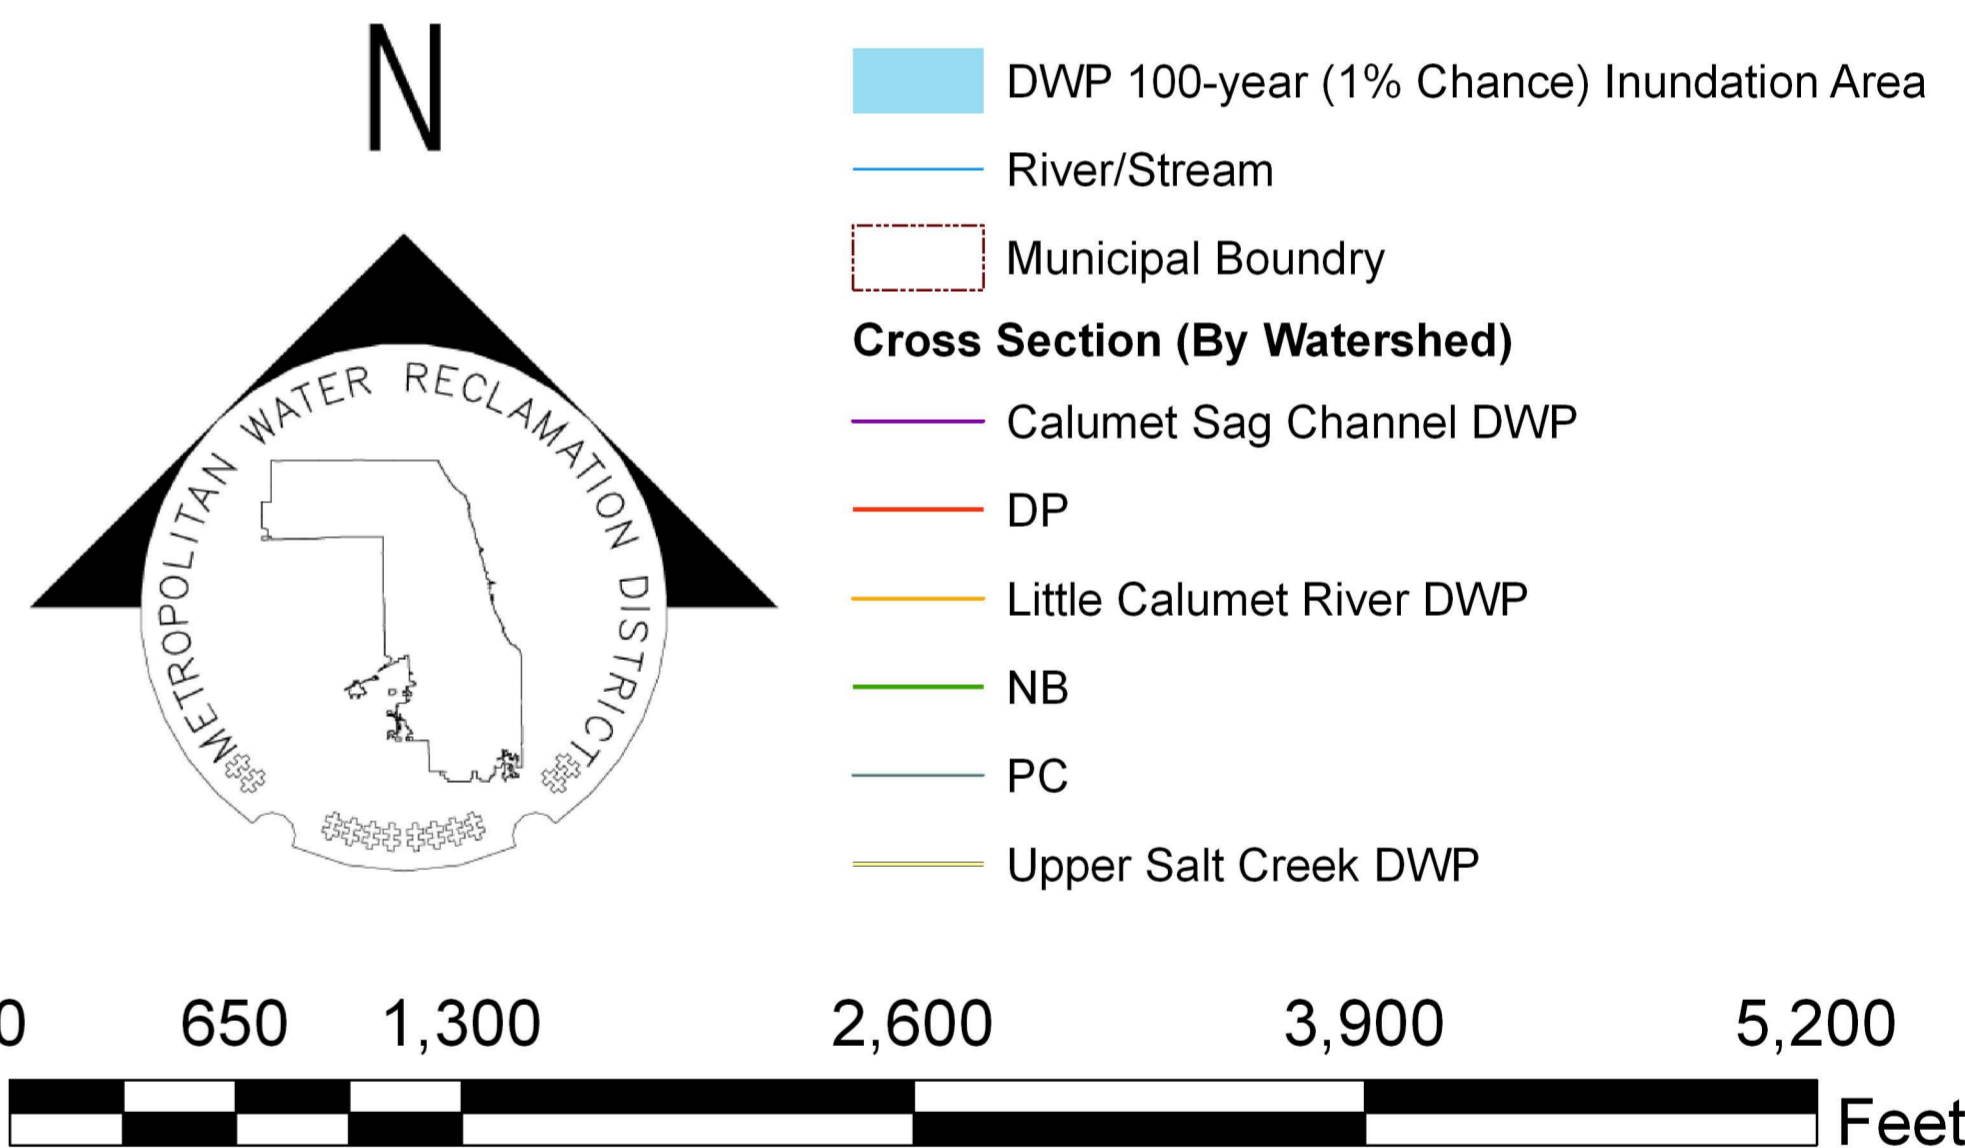 N
METROPOLITAN WATER RECLAMATION DISTRICT
DWP 100-year (1% Chance) Inundation Area
River/Stream
Municipal Boundry
Cross Section (By Watershed)
Calumet Sag Channel DWP
DP
Little Calumet River DWP
NB
PC
Upper Salt Creek DWP
0 650 1,300 2,600 3,900 5,200
Feet